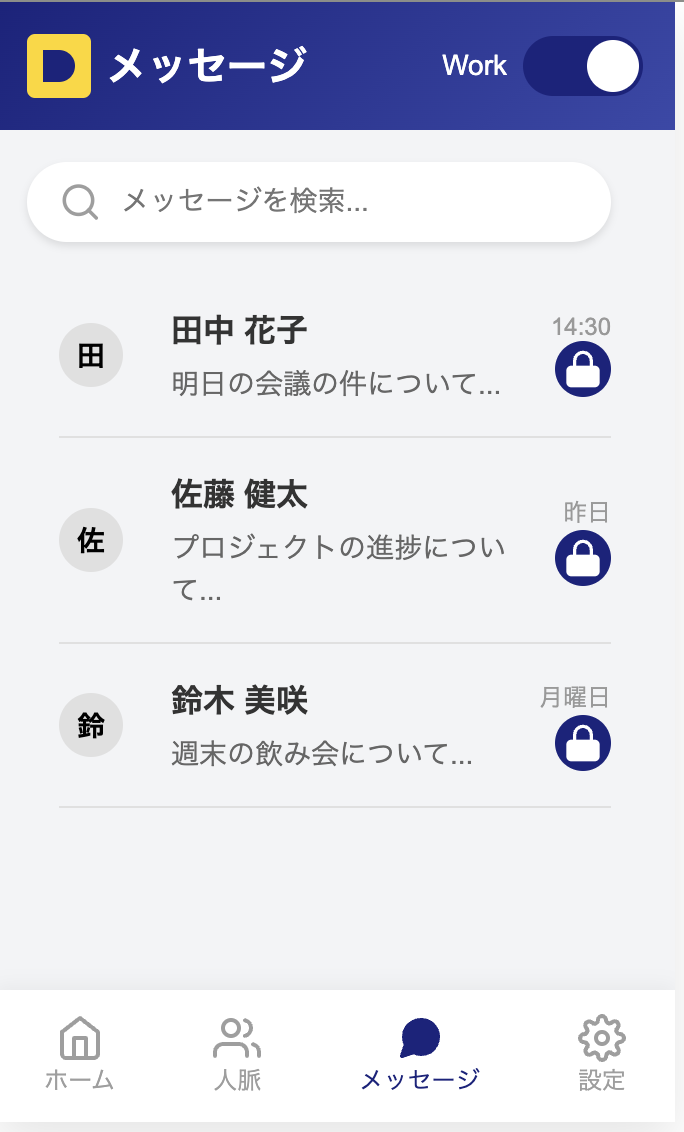 D メッセージ Work
メッセージを検索...
田 田中 花子 14:30
明日の会議の件について...
佐 佐藤 健太 昨日
プロジェクトの進捗につい
て...
鈴 鈴木 美咲 月曜日
週末の飲み会について...
ホーム 人脈 メッセージ 設定